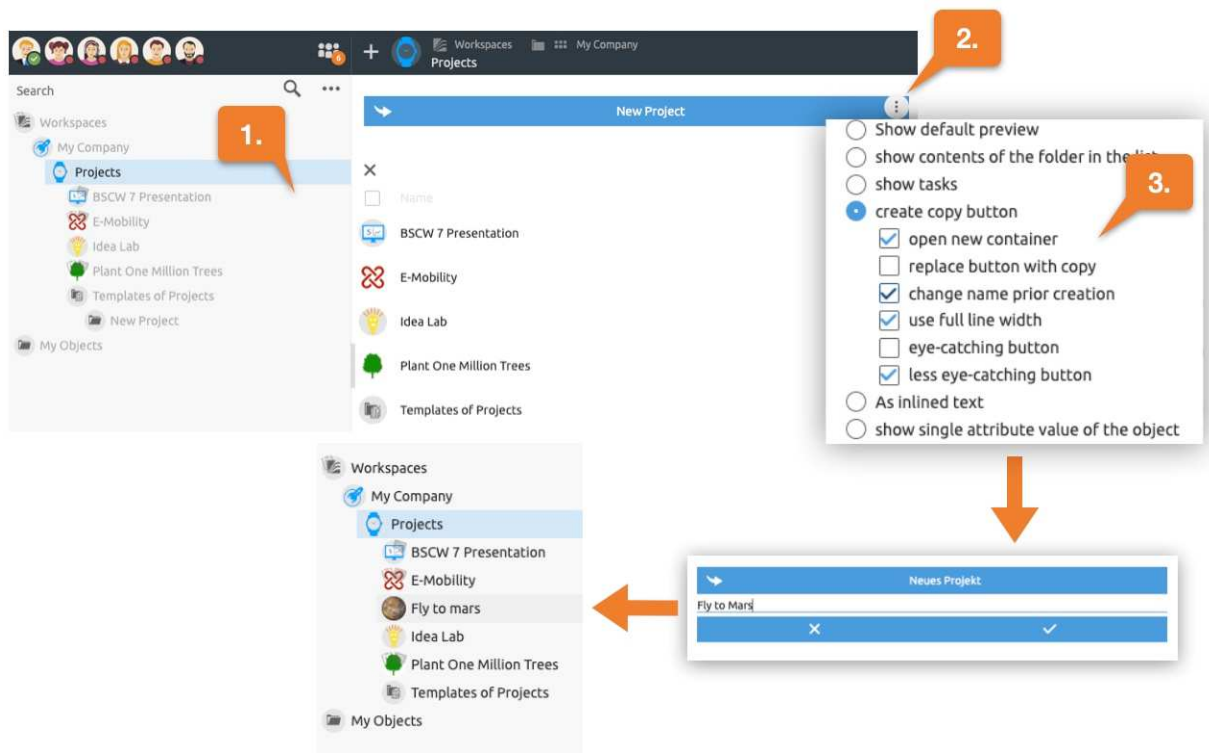 6
Workspaces My Company
Projects
2.
Search
New Project
Workspaces
1.
My Company
Projects
BSCW 7 Presentation
E-Mobility
Idea Lab
Plant One Million Trees
Templates of Projects
New Project
My Objects
Name
BSCW 7 Presentation
E-Mobility
Idea Lab
Plant One Million Trees
Templates of Projects
Show default preview
show contents of the folder in the list
3.
show tasks
create copy button
open new container
replace button with copy
change name prior creation
use full line width
eye-catching button
less eye-catching button
As inlined text
show single attribute value of the object
Neues Projekt
Fly to Mars
Workspaces
My Company
Projects
BSCW 7 Presentation
E-Mobility
Fly to mars
Idea Lab
Plant One Million Trees
Templates of Projects
My Objects